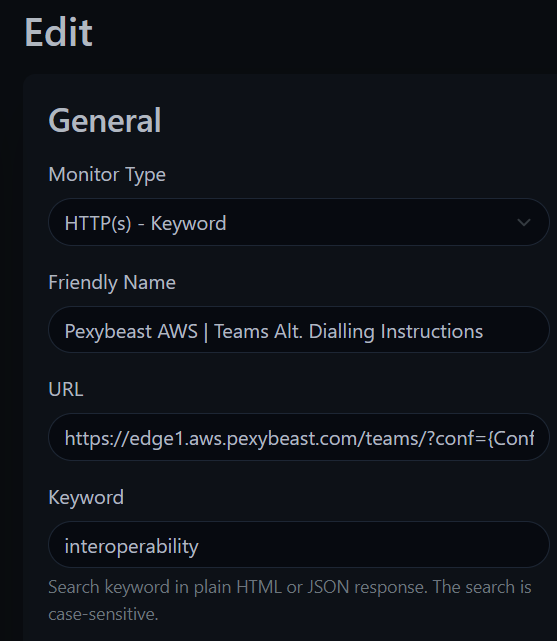 Edit
General
Monitor Type
HTTP(s) - Keyword
Friendly Name
Pexybeast AWS | Teams Alt. Dialling Instructions
URL
https://edge1.aws.pexybeast.com/teams/?conf={Conf
Keyword
interoperability
Search keyword in plain HTML or JSON response. The search is
case-sensitive.